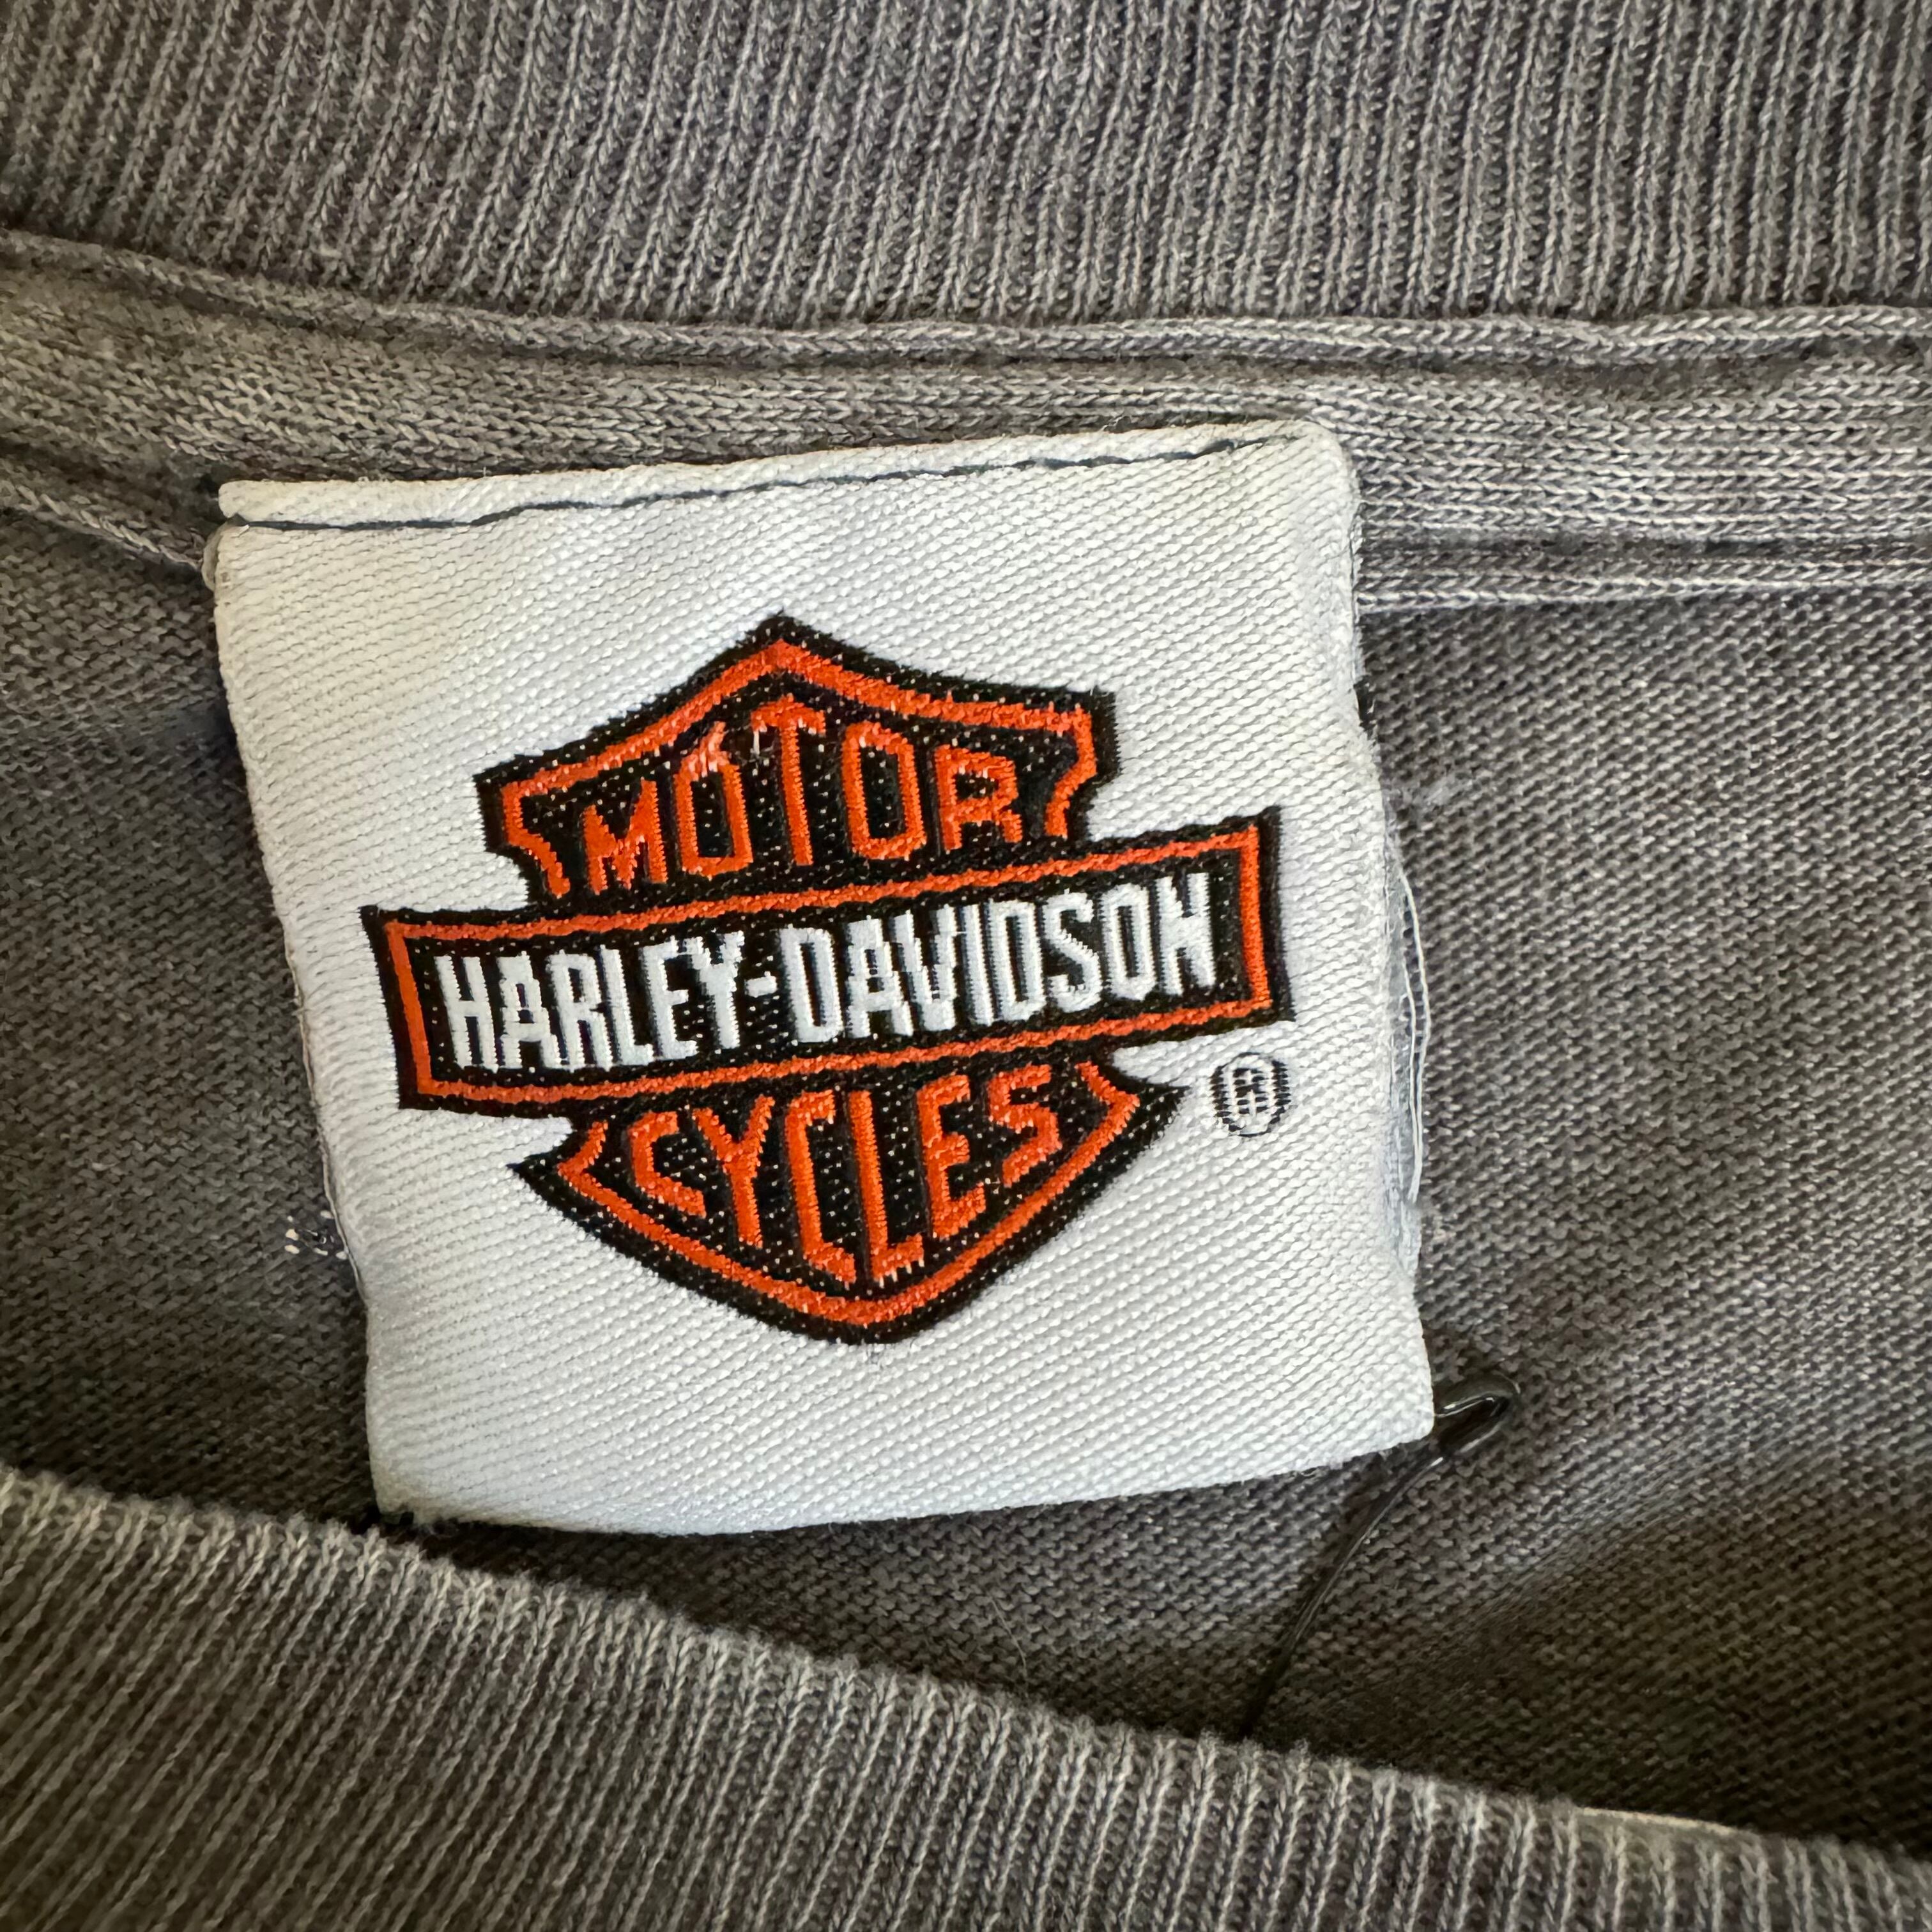 MOTOR
HARLEY-DAVIDSON
CYCLES
®